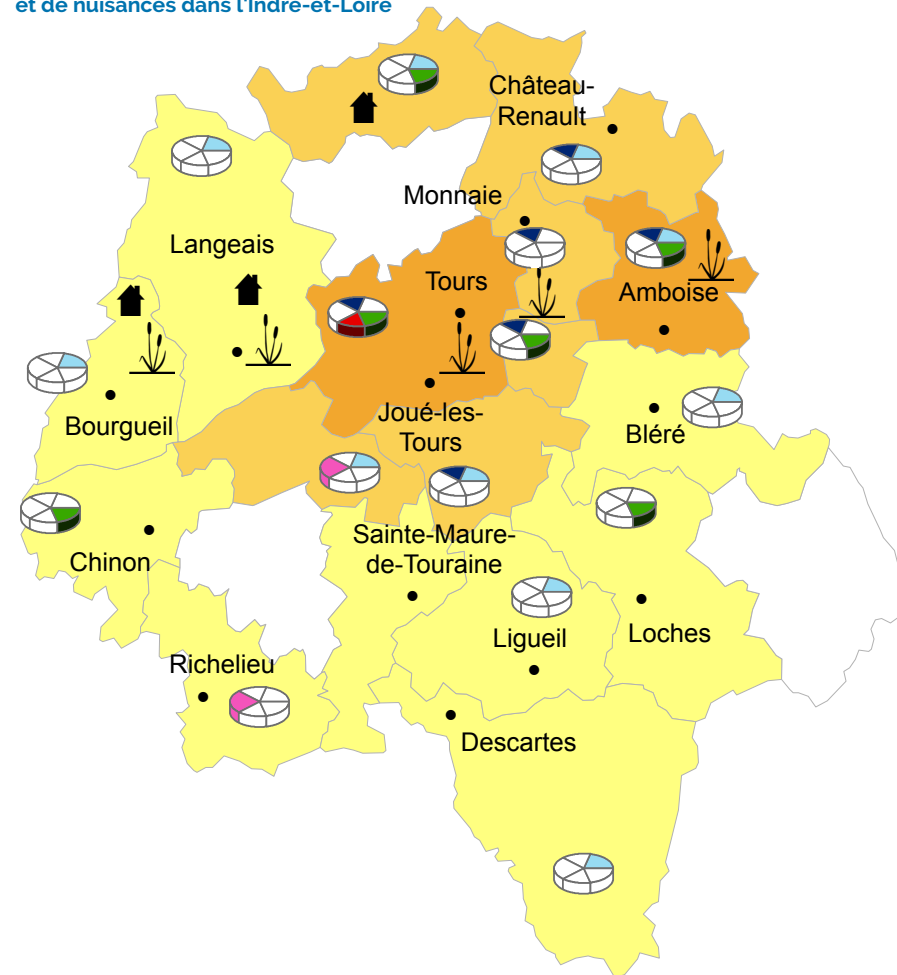 et de nuisances dans l'Indre-et-Loire
Château-
Renault
Monnaie
Langeais
Tours
Amboise
Joué-les-
Tours
Bourgueil
Bléré
Sainte-Maure-
de-Touraine
Chinon
Ligueil
Loches
Richelieu
Descartes